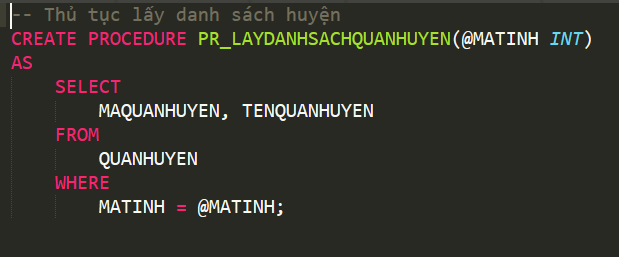 -- Thủ tục lấy danh sách huyện
CREATE PROCEDURE PR_LAYDANHSACHQUANHUYEN(@MATINH INT)
AS
    SELECT
        MAQUANHUYEN, TENQUANHUYEN
    FROM
        QUANHUYEN
    WHERE
        MATINH = @MATINH;